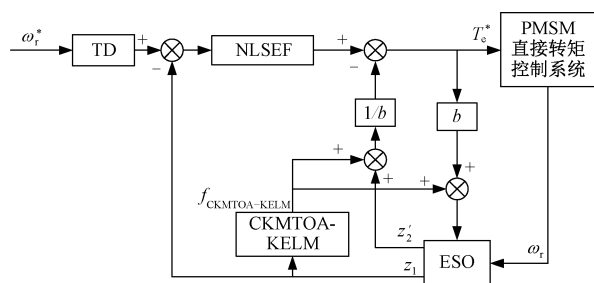 ω_r^*
TD
+
−
NLSEF
+
−
T_e^*
PMSM
直接转矩
控制系统
1/b
b
+
+
+
+
f_CKMTOA−KELM
CKMTOA-
KELM
z_2′
z_1
ESO
ω_r